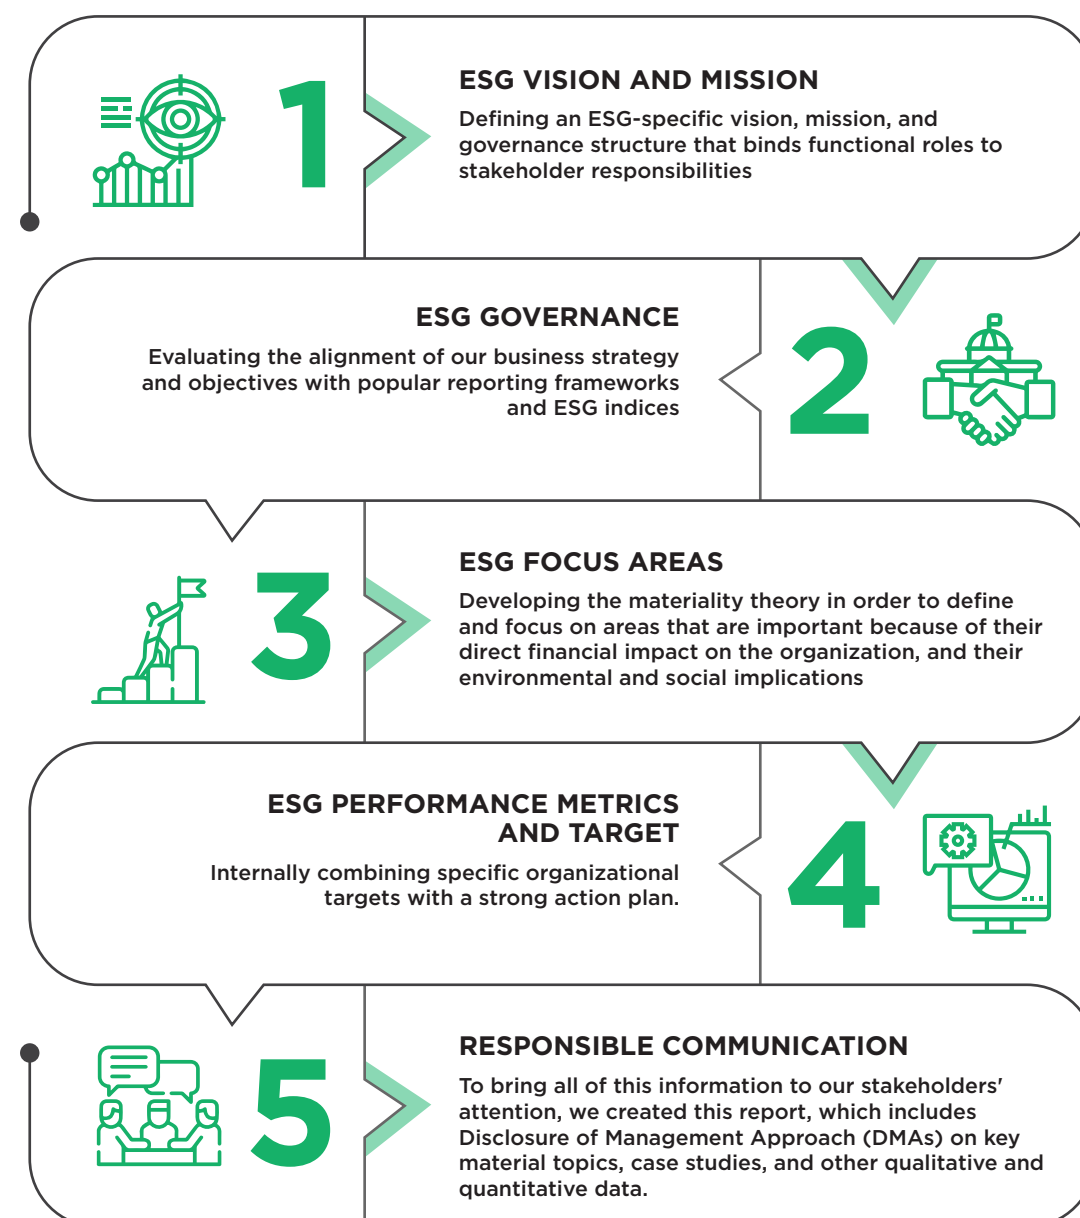 1
ESG VISION AND MISSION
Defining an ESG-specific vision, mission, and
governance structure that binds functional roles to
stakeholder responsibilities
ESG GOVERNANCE
Evaluating the alignment of our business strategy
and objectives with popular reporting frameworks
and ESG indices
2
3
ESG FOCUS AREAS
Developing the materiality theory in order to define
and focus on areas that are important because of their
direct financial impact on the organization, and their
environmental and social implications
ESG PERFORMANCE METRICS
AND TARGET
Internally combining specific organizational
targets with a strong action plan.
4
5
RESPONSIBLE COMMUNICATION
To bring all of this information to our stakeholders'
attention, we created this report, which includes
Disclosure of Management Approach (DMAs) on key
material topics, case studies, and other qualitative and
quantitative data.